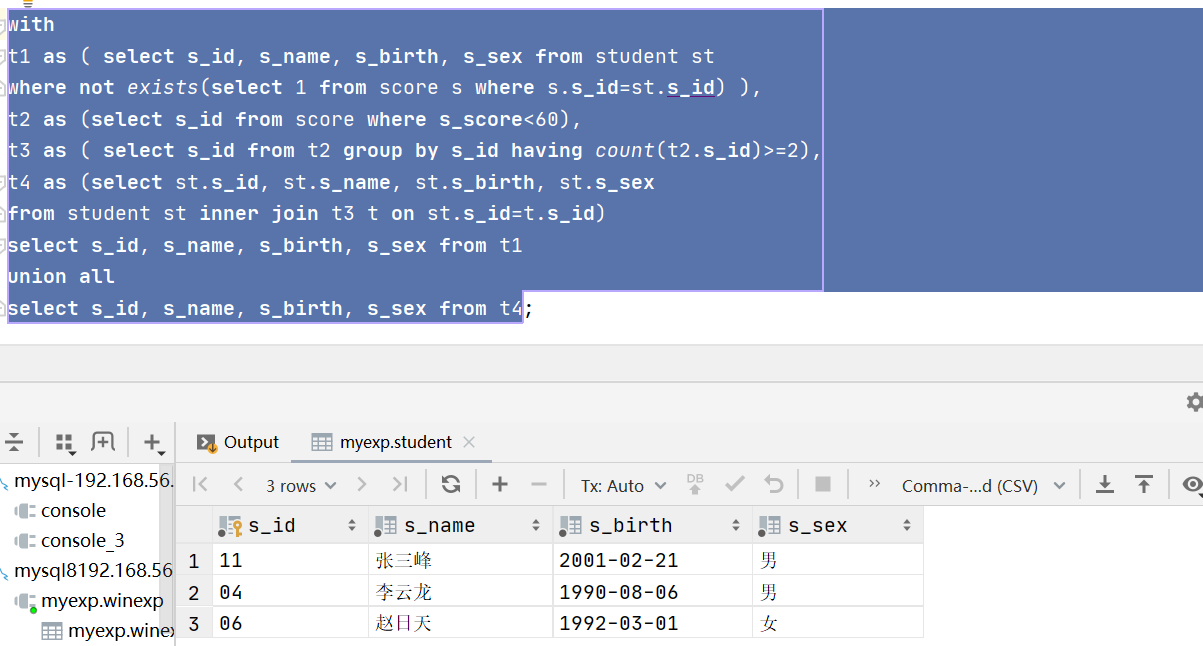 with
t1 as ( select s_id, s_name, s_birth, s_sex from student st
where not exists(select 1 from score s where s.s_id=st.s_id) ),
t2 as (select s_id from score where s_score<60),
t3 as ( select s_id from t2 group by s_id having count(t2.s_id)>=2),
t4 as (select st.s_id, st.s_name, st.s_birth, st.s_sex
from student st inner join t3 t on st.s_id=t.s_id)
select s_id, s_name, s_birth, s_sex from t1
union all
select s_id, s_name, s_birth, s_sex from t4;
Output myexp.student
3 rows Tx: Auto DB Comma-...d (CSV)
mysql-192.168.56.
console
console_3
mysql8192.168.56
myexp.winexp
myexp.winex
s_id s_name s_birth s_sex
1 11 张三峰 2001-02-21 男
2 04 李云龙 1990-08-06 男
3 06 赵日天 1992-03-01 女